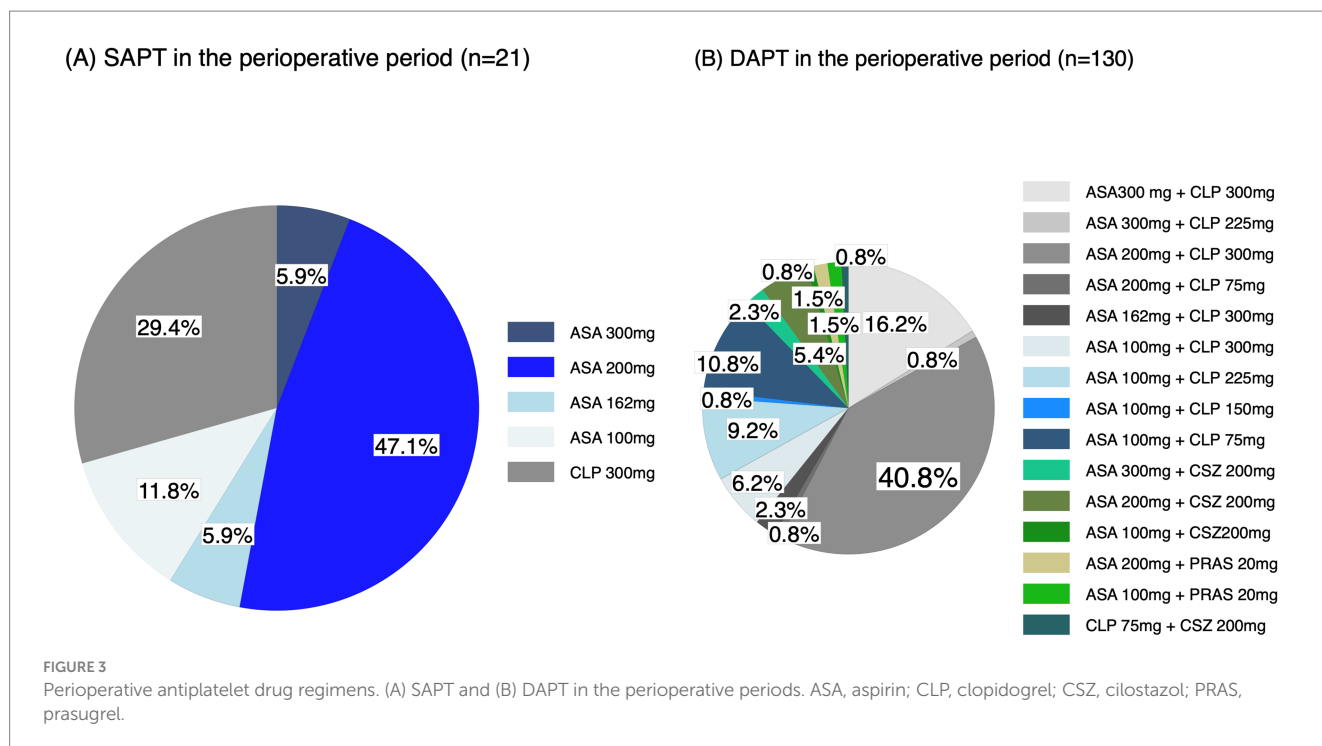 (A) SAPT in the perioperative period (n=21)
5.9%
47.1%
5.9%
11.8%
29.4%
ASA 300mg
ASA 200mg
ASA 162mg
ASA 100mg
CLP 300mg
(B) DAPT in the perioperative period (n=130)
16.2%
0.8%
40.8%
0.8%
2.3%
6.2%
9.2%
0.8%
10.8%
2.3%
5.4%
0.8%
1.5%
1.5%
0.8%
ASA300 mg + CLP 300mg
ASA 300mg + CLP 225mg
ASA 200mg + CLP 300mg
ASA 200mg + CLP 75mg
ASA 162mg + CLP 300mg
ASA 100mg + CLP 300mg
ASA 100mg + CLP 225mg
ASA 100mg + CLP 150mg
ASA 100mg + CLP 75mg
ASA 300mg + CSZ 200mg
ASA 200mg + CSZ 200mg
ASA 100mg + CSZ200mg
ASA 200mg + PRAS 20mg
ASA 100mg + PRAS 20mg
CLP 75mg + CSZ 200mg
FIGURE 3
Perioperative antiplatelet drug regimens. (A) SAPT and (B) DAPT in the perioperative periods. ASA, aspirin; CLP, clopidogrel; CSZ, cilostazol; PRAS,
prasugrel.